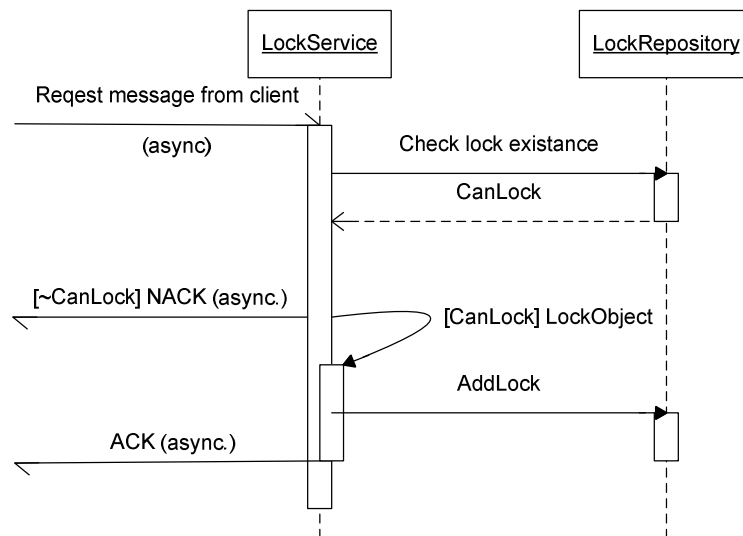 LockService
LockRepository
Reqest message from client
(async)
Check lock existance
CanLock
[~CanLock] NACK (async.)
[CanLock] LockObject
AddLock
ACK (async.)